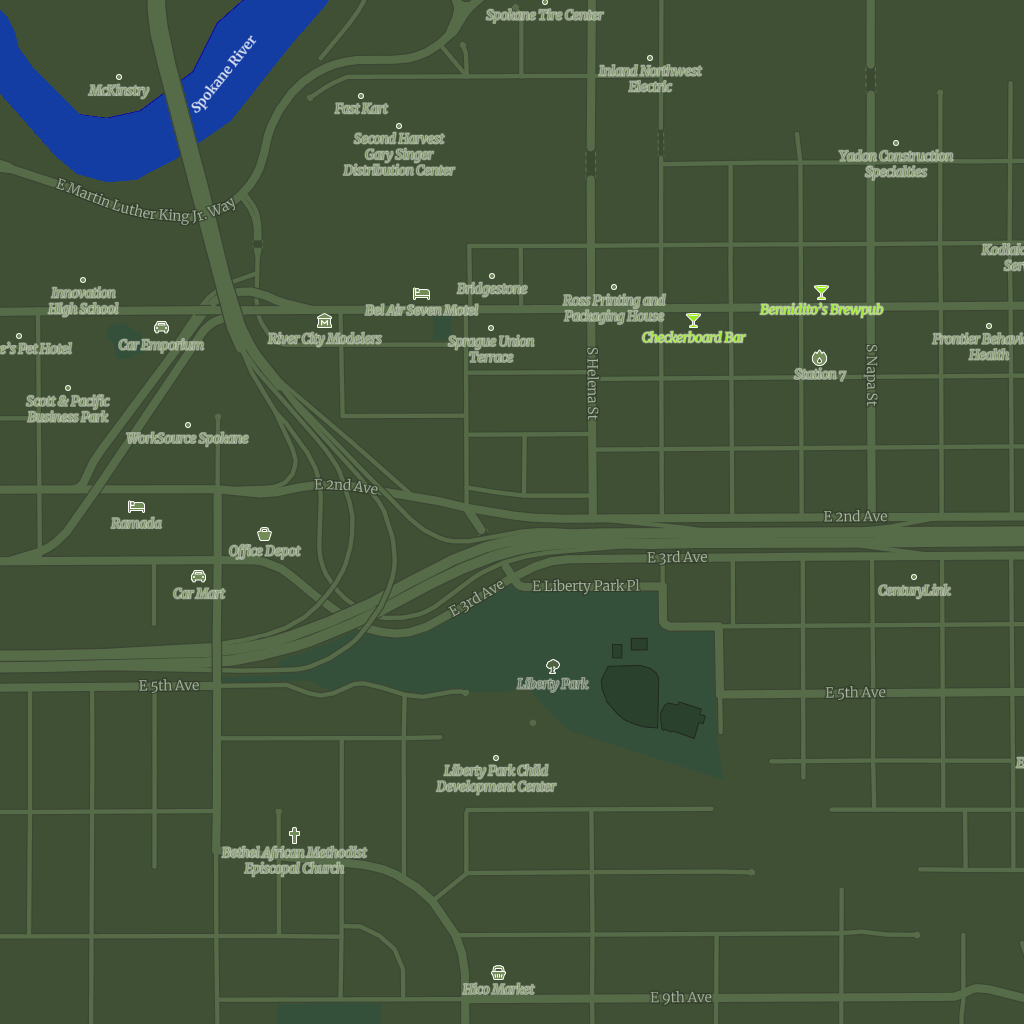 Spokane Tire Center
Spokane River
McKinstry
Inland Northwest
Electric
Fast Kart
Second Harvest
Gary Singer
Distribution Center
Yadon Construction
Specialties
E Martin Luther King Jr. Way
Kodiak
Serv
Innovation
High School
Bridgestone
Bel Air Seven Motel
Ross Printing and
Packaging House
Bennidito's Brewpub
Car Emporium
River City Modelers
Sprague Union
Terrace
Checkerboard Bar
Frontier Behavio
Health
e's Pet Hotel
S Helena St
S Napa St
Station 7
Scott & Pacific
Business Park
WorkSource Spokane
E 2nd Ave
Ramada
E 2nd Ave
Office Depot
E 3rd Ave
Car Mart
E 3rd Ave
E Liberty Park Pl
CenturyLink
E 5th Ave
Liberty Park
E 5th Ave
Liberty Park Child
Development Center
Bethel African Methodist
Episcopal Church
Hico Market
E 9th Ave